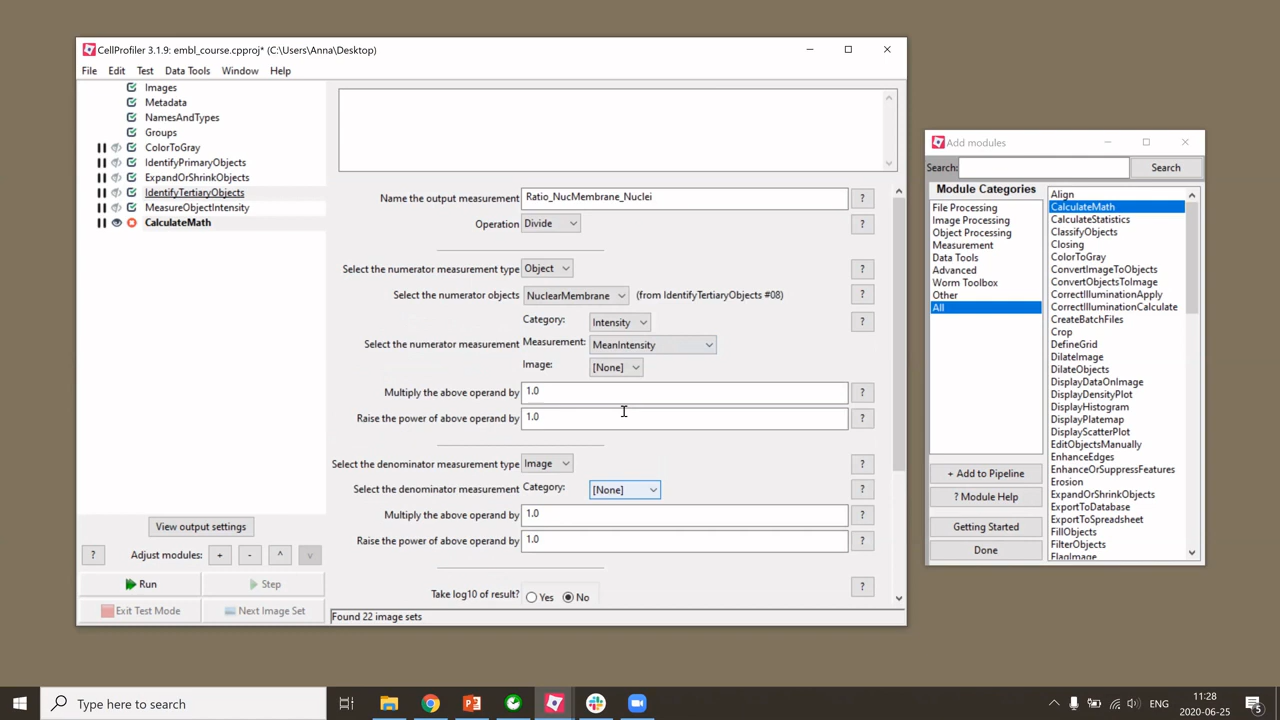 CellProfiler 3.1.9: embl_course.cpproj* (C:\Users\Anna\Desktop)
File Edit Test Data Tools Window Help
Images
Metadata
NamesAndTypes
Groups
ColorToGray
IdentifyPrimaryObjects
ExpandOrShrinkObjects
IdentifyTertiaryObjects
MeasureObjectIntensity
CalculateMath
View output settings
? Adjust modules: + - ^ v
Run Step
Exit Test Mode Next Image Set
Name the output measurement Ratio_NucMembrane_Nuclei ?
Operation Divide ?
Select the numerator measurement type Object ?
Select the numerator objects NuclearMembrane (from IdentifyTertiaryObjects #08) ?
Category: Intensity ?
Select the numerator measurement Measurement: MeanIntensity
Image: [None]
Multiply the above operand by 1.0 ?
Raise the power of above operand by 1.0 ?
Select the denominator measurement type Image ?
Select the denominator measurement Category: [None] ?
Multiply the above operand by 1.0 ?
Raise the power of above operand by 1.0 ?
Take log10 of result? Yes No ?
Found 22 image sets
Add modules
Search: Search
Module Categories
File Processing
Image Processing
Object Processing
Measurement
Data Tools
Advanced
Worm Toolbox
Other
All
+ Add to Pipeline
? Module Help
Getting Started
Done
Align
CalculateMath
CalculateStatistics
ClassifyObjects
Closing
ColorToGray
ConvertImageToObjects
ConvertObjectsToImage
CorrectIlluminationApply
CorrectIlluminationCalculate
CreateBatchFiles
Crop
DefineGrid
DilateImage
DilateObjects
DisplayDataOnImage
DisplayDensityPlot
DisplayHistogram
DisplayPlatemap
DisplayScatterPlot
EditObjectsManually
EnhanceEdges
EnhanceOrSuppressFeatures
Erosion
ExpandOrShrinkObjects
ExportToDatabase
ExportToSpreadsheet
FillObjects
FilterObjects
FlagImage
Type here to search
ENG
11:28
2020-06-25
5